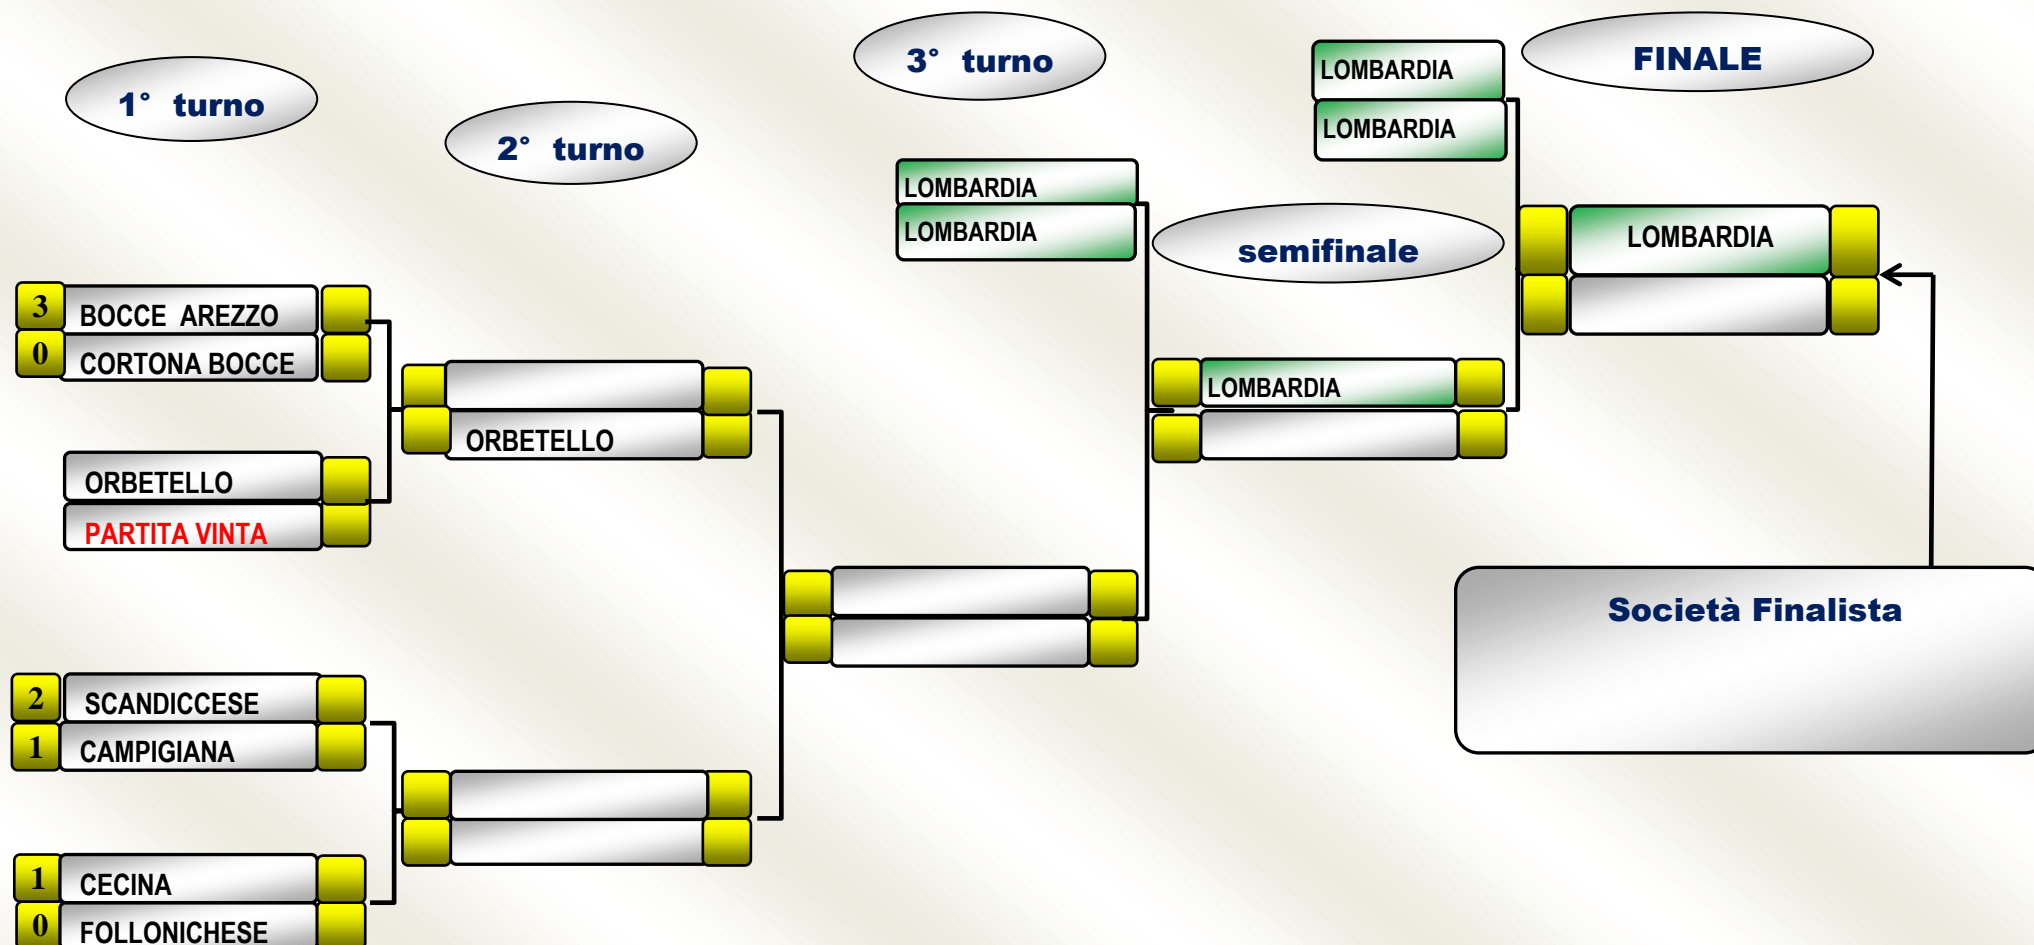 1° turno
2° turno
3° turno
LOMBARDIA
LOMBARDIA
FINALE
LOMBARDIA
LOMBARDIA
semifinale
LOMBARDIA
3 BOCCE AREZZO
0 CORTONA BOCCE
LOMBARDIA
ORBETELLO
ORBETELLO
PARTITA VINTA
Società Finalista
2 SCANDICCESE
1 CAMPIGIANA
1 CECINA
0 FOLLONICHESE